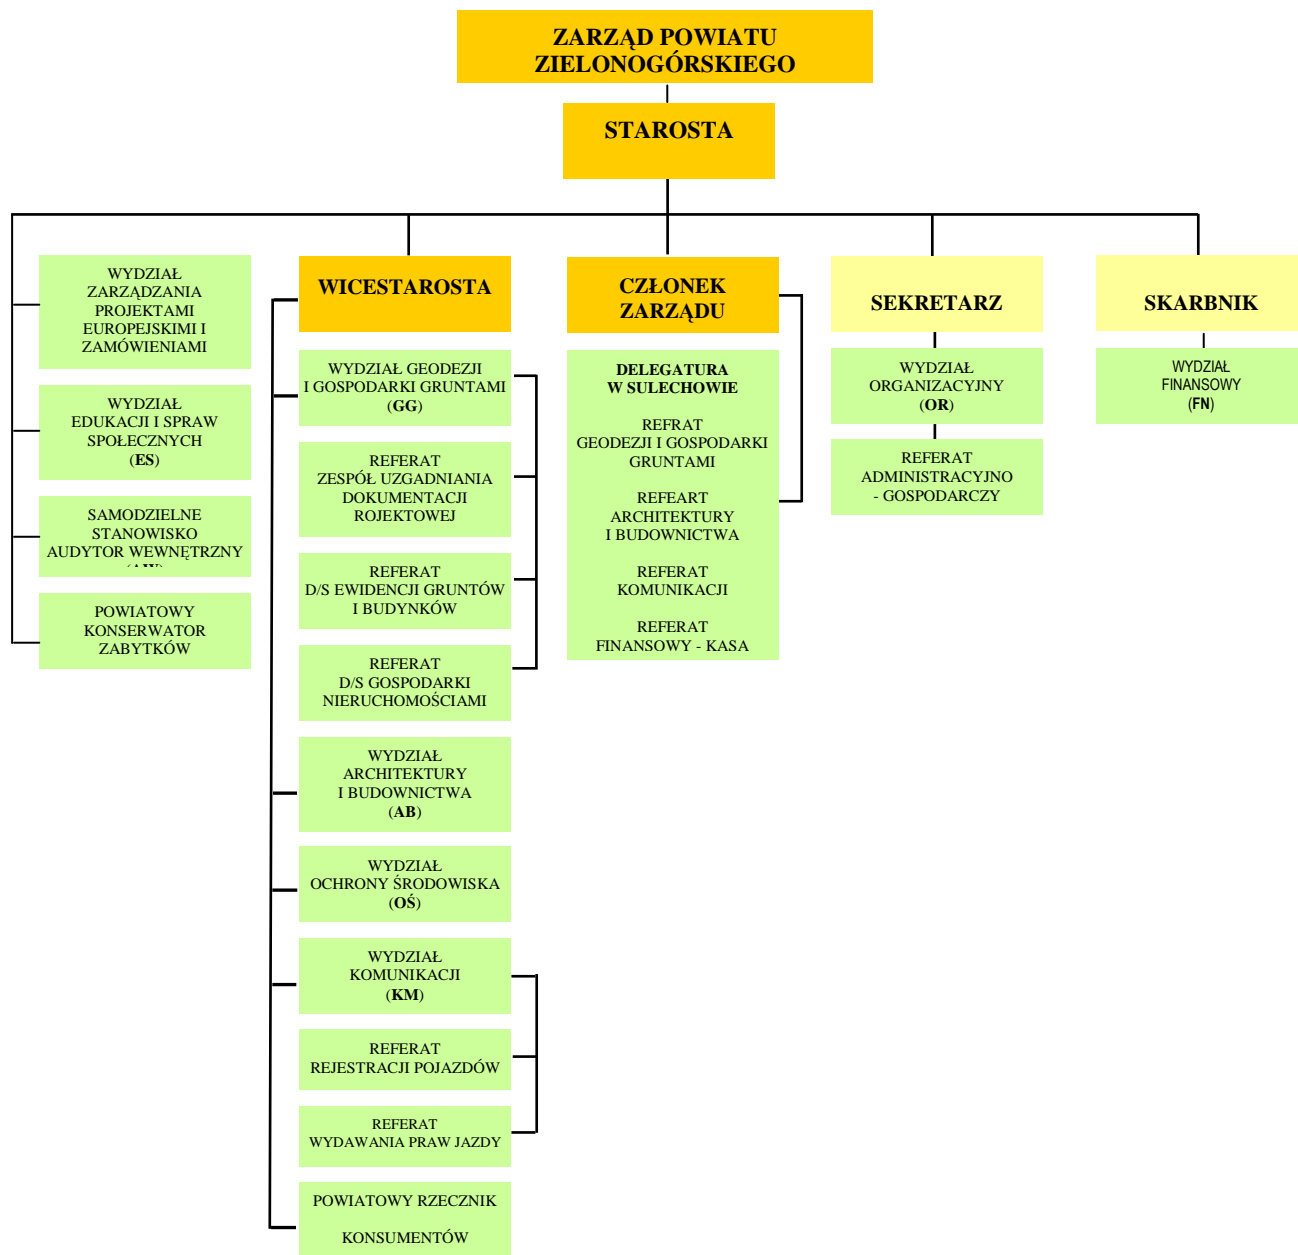 ZARZĄD POWIATU
ZIELONOGÓRSKIEGO
STAROSTA
WYDZIAŁ
ZARZĄDZANIA
PROJEKTAMI
EUROPEJSKIMI I
ZAMÓWIENIAMI
WYDZIAŁ
EDUKACJI I SPRAW
SPOŁECZNYCH
(ES)
SAMODZIELNE
STANOWISKO
AUDYTOR WEWNĘTRZNY
POWIATOWY
KONSERWATOR
ZABYTKÓW
WICESTAROSTA
WYDZIAŁ GEODEZJI
I GOSPODARKI GRUNTAMI
(GG)
REFERAT
ZESPÓŁ UZGADNIANIA
DOKUMENTACJI
ROJEKTOWEJ
REFERAT
D/S EWIDENCJI GRUNTÓW
I BUDYNKÓW
REFERAT
D/S GOSPODARKI
NIERUCHOMOŚCIAMI
WYDZIAŁ
ARCHITEKTURY
I BUDOWNICTWA
(AB)
WYDZIAŁ
OCHRONY ŚRODOWISKA
(OŚ)
WYDZIAŁ
KOMUNIKACJI
(KM)
REFERAT
REJESTRACJI POJAZDÓW
REFERAT
WYDAWANIA PRAW JAZDY
POWIATOWY RZECZNIK
KONSUMENTÓW
CZŁONEK
ZARZĄDU
DELEGATURA
W SULECHOWIE
REFRAT
GEODEZJI I GOSPODARKI
GRUNTAMI
REFEART
ARCHITEKTURY
I BUDOWNICTWA
REFERAT
KOMUNIKACJI
REFERAT
FINANSOWY - KASA
SEKRETARZ
WYDZIAŁ
ORGANIZACYJNY
(OR)
REFERAT
ADMINISTRACYJNO
- GOSPODARCZY
SKARBNIK
WYDZIAŁ
FINANSOWY
(FN)